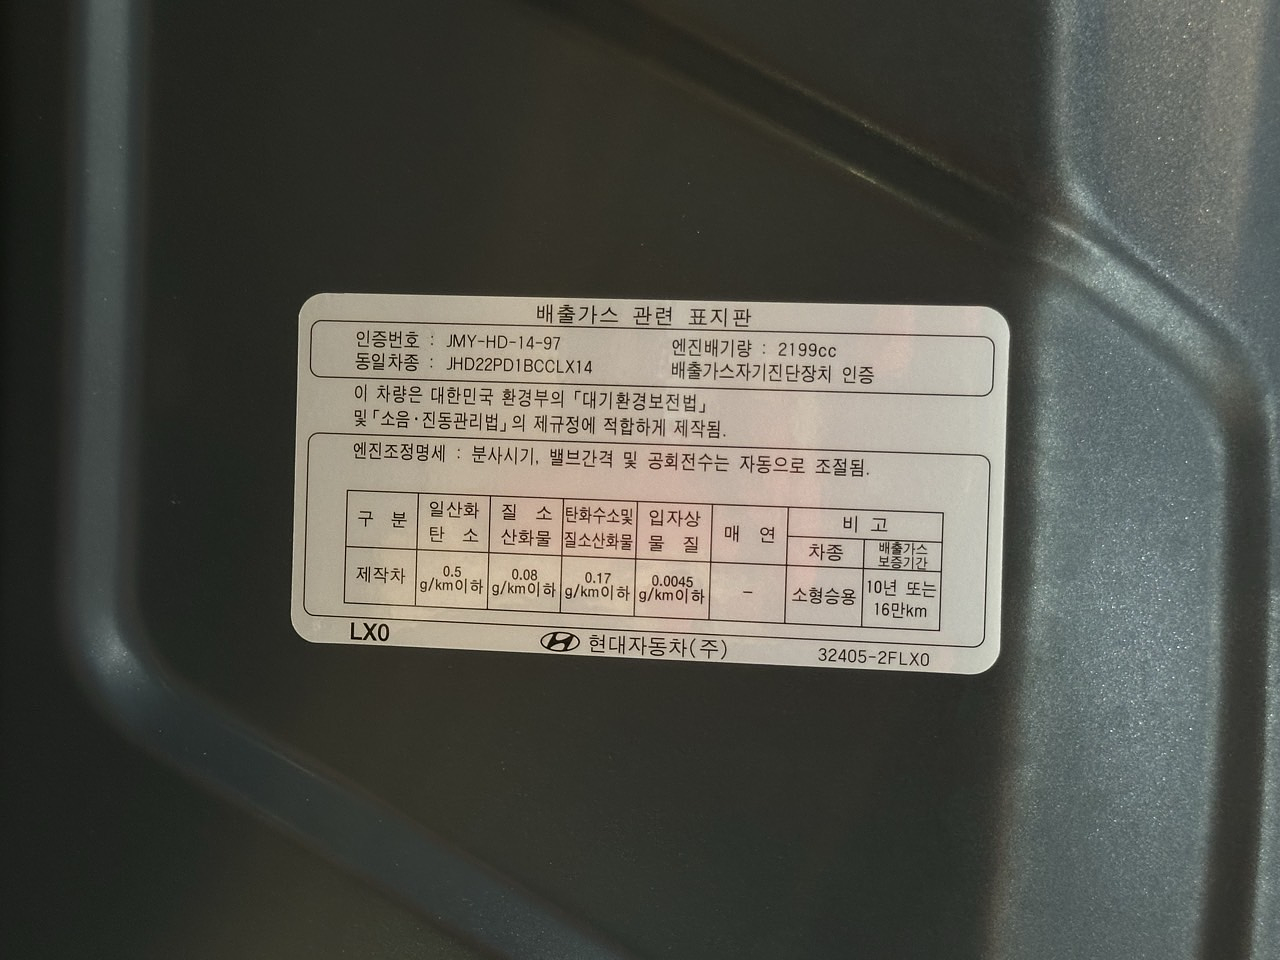 배출가스 관련 표지판
인증번호 : JMY-HD-14-97 엔진배기량 : 2199cc
동일차종 : JHD22PD1BCCLX14 배출가스자기진단장치 인증
이 차량은 대한민국 환경부의 「대기환경보전법」
및 「소음·진동관리법」의 제규정에 적합하게 제작됨.
엔진조정명세 : 분사시기, 밸브간격 및 공회전수는 자동으로 조절됨.
구 분 일산화 탄 소 질 소 산화물 탄화수소및 질소산화물 입자상 물 질 매 연 비 고
차종 배출가스 보증기간
제작차 0.5 g/km이하 0.08 g/km이하 0.17 g/km이하 0.0045 g/km이하 - 소형승용 10년 또는 16만km
LX0 현대자동차(주) 32405-2FLX0